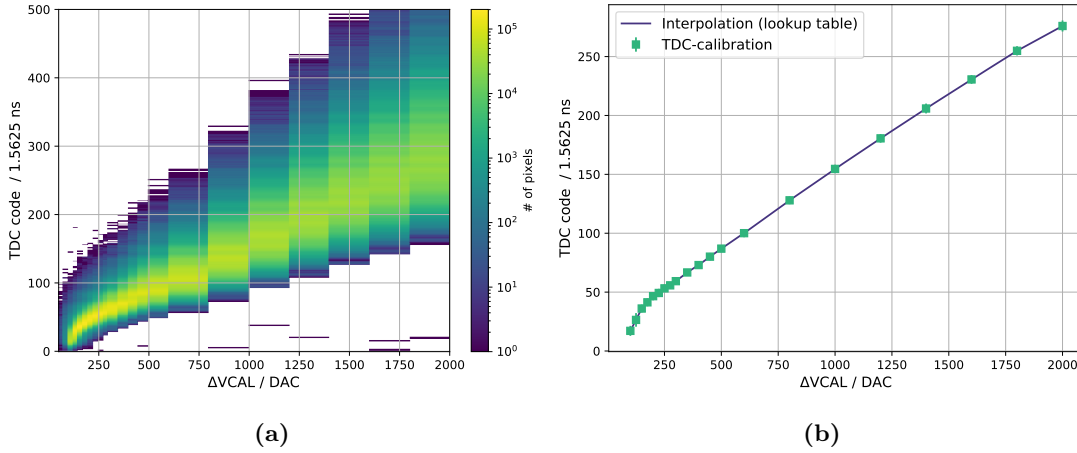 500
400
300
200
100
0
TDC code / 1.5625 ns
250 500 750 1000 1250 1500 1750 2000
ΔVCAL / DAC
10⁵
10⁴
10³
10²
10¹
10⁰
# of pixels
(a)
Interpolation (lookup table)
TDC-calibration
250
200
150
100
50
0
TDC code / 1.5625 ns
250 500 750 1000 1250 1500 1750 2000
ΔVCAL / DAC
(b)